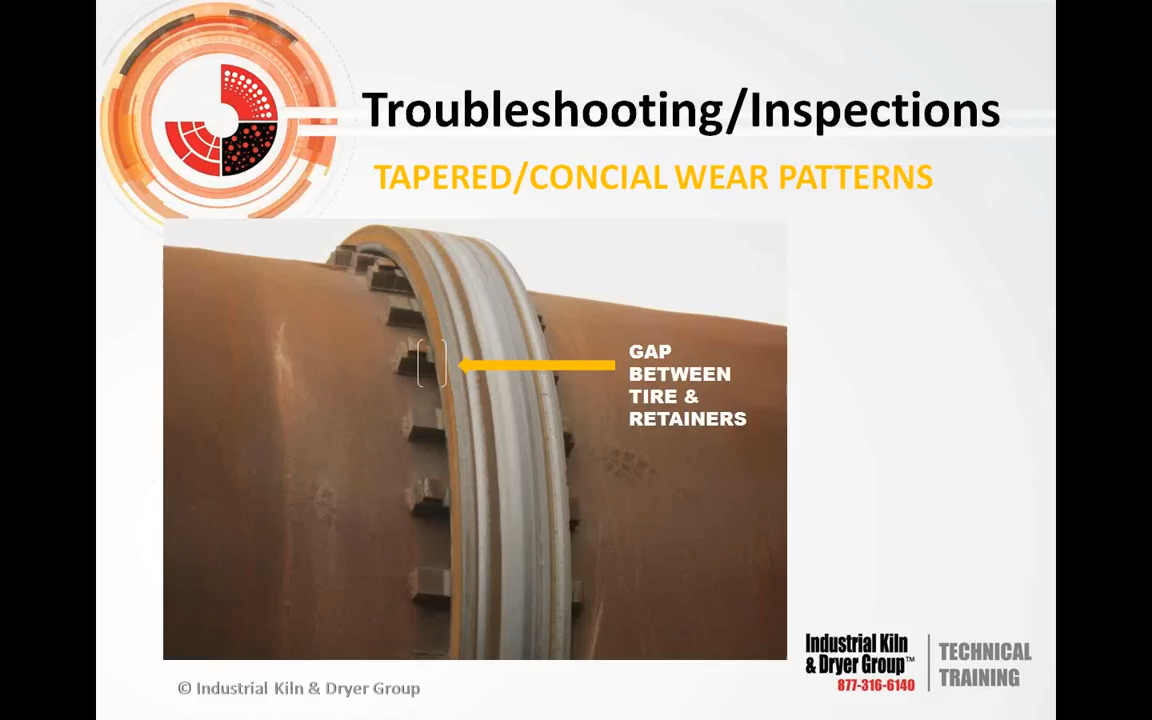 Troubleshooting/Inspections
TAPERED/CONCIAL WEAR PATTERNS
GAP
BETWEEN
TIRE &
RETAINERS
Industrial Kiln
& Dryer Group™
877-316-6140
TECHNICAL
TRAINING
© Industrial Kiln & Dryer Group